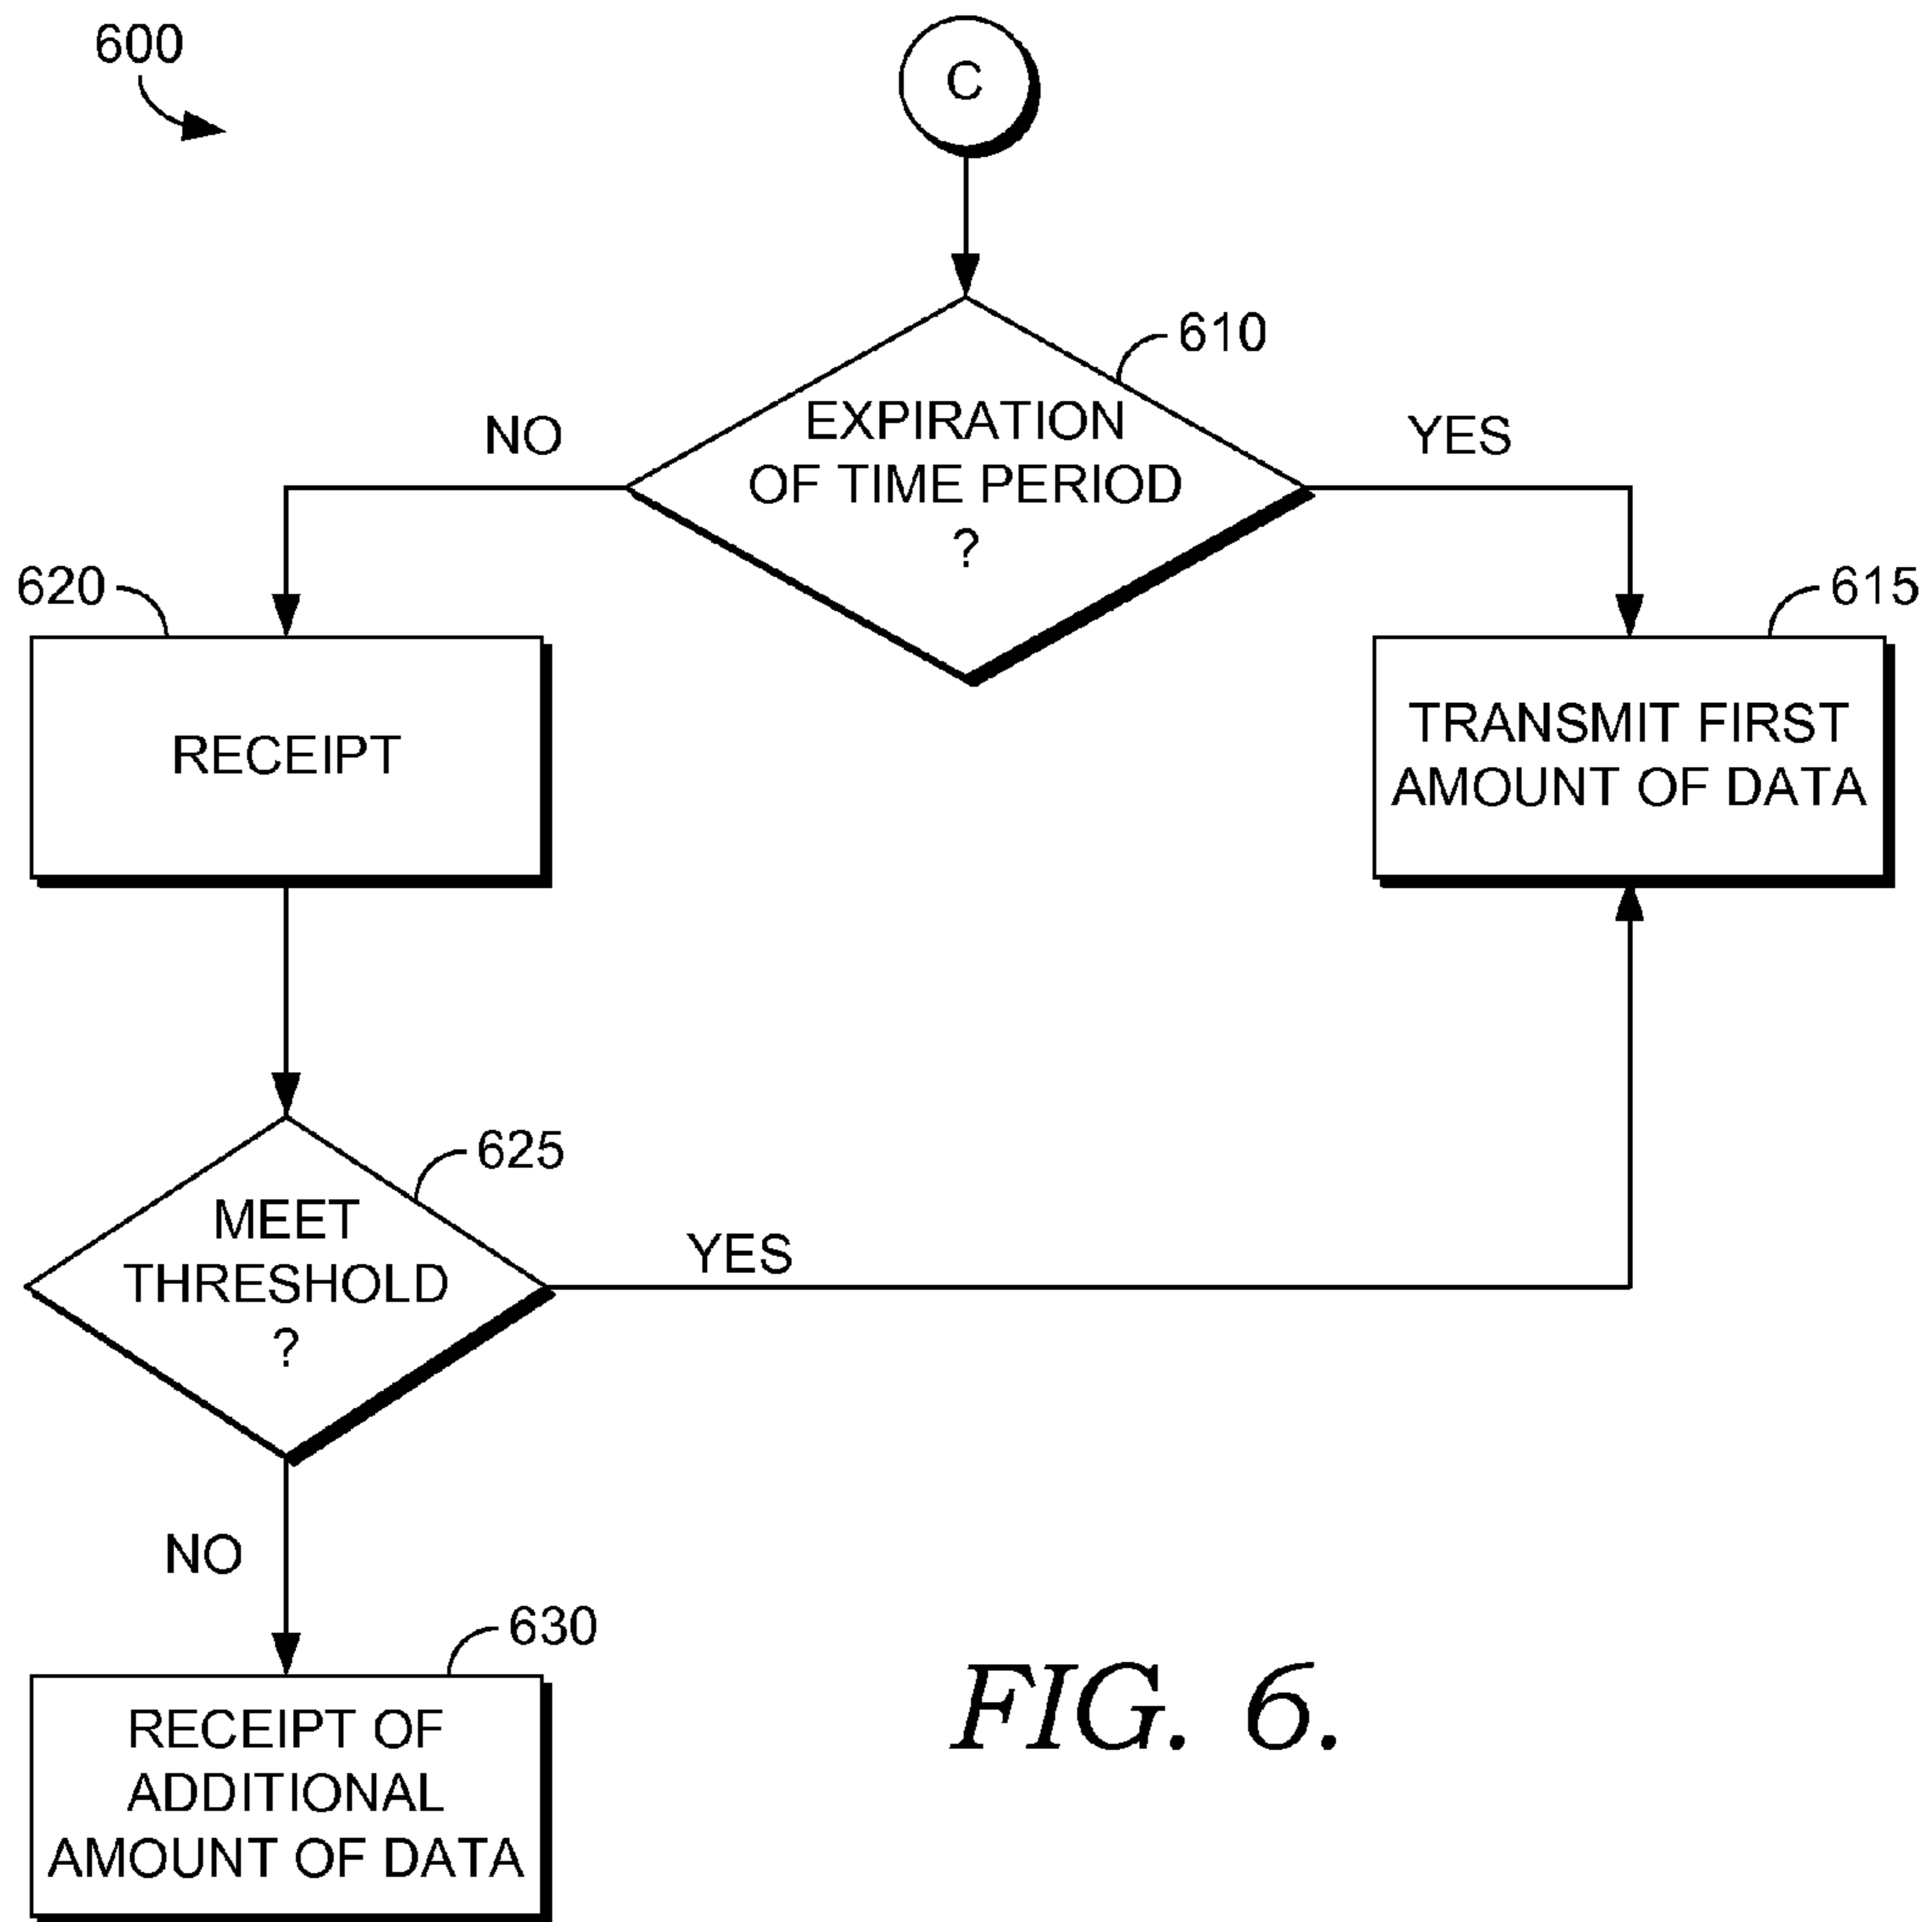 600
C
610
EXPIRATION
OF TIME PERIOD
?
NO
YES
620
615
RECEIPT
TRANSMIT FIRST
AMOUNT OF DATA
625
MEET
THRESHOLD
?
YES
NO
630
RECEIPT OF
ADDITIONAL
AMOUNT OF DATA
FIG. 6.